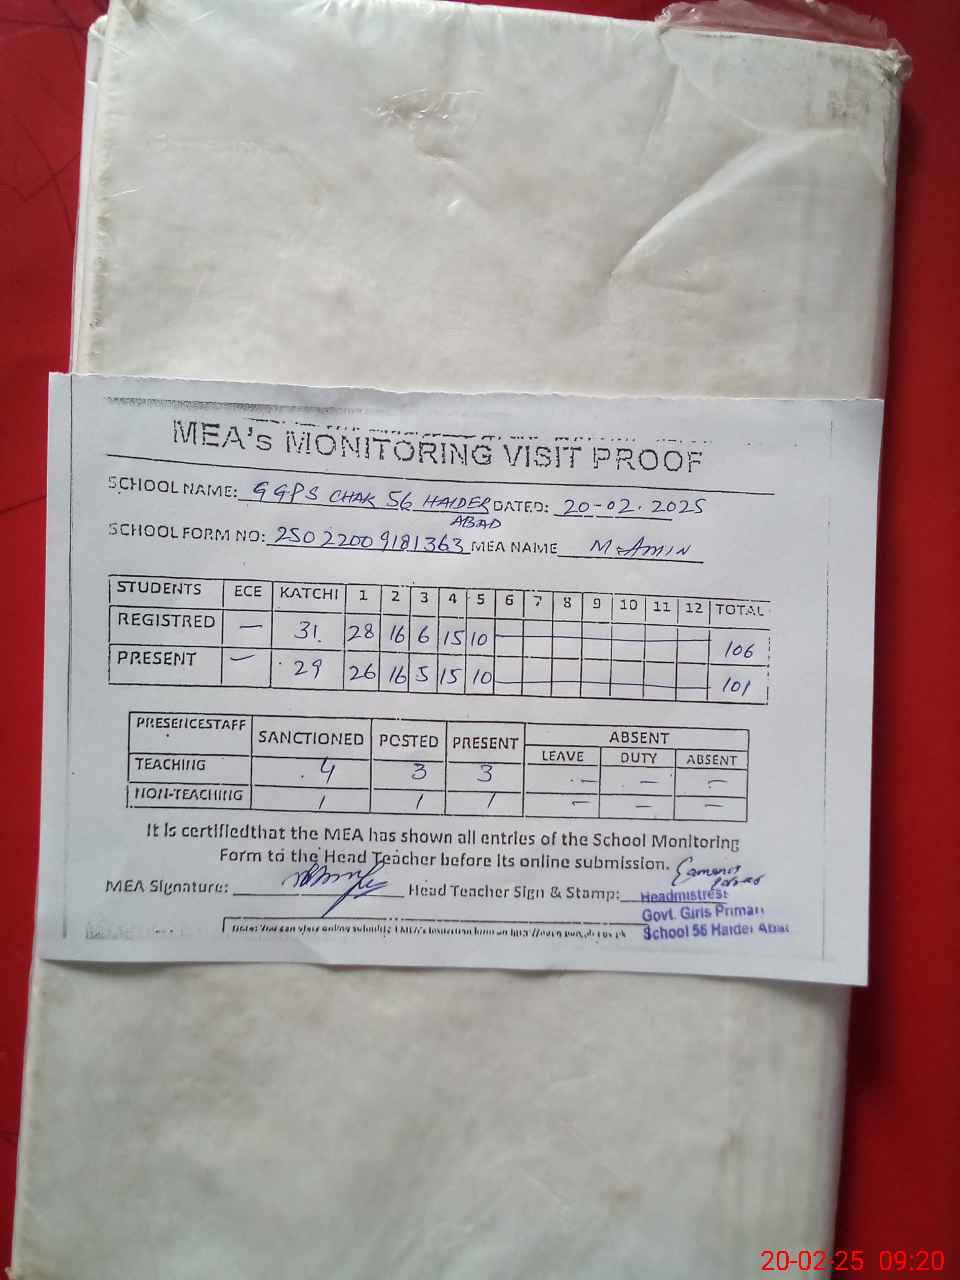 MEA's MONITORING VISIT PROOF
SCHOOL NAME: GGPS CHAK 56 HAIDER ABAD DATED: 20-02.2025
SCHOOL FORM NO: 25022009181363 MEA NAME M. AMIN
STUDENTS ECE KATCHI 1 2 3 4 5 6 7 8 9 10 11 12 TOTAL
REGISTRED — 31. 28 16 6 15 10 106
PRESENT — 29 26 16 5 15 10 101
PRESENCESTAFF SANCTIONED POSTED PRESENT ABSENT
LEAVE DUTY ABSENT
TEACHING 4 3 3 — — —
NON-TEACHING 1 1 1 — — —
It is certifiedthat the MEA has shown all entries of the School Monitoring
Form to the Head Teacher before its online submission.
MEA Signature: Head Teacher Sign & Stamp:
Headmistress
Govt. Girls Primar
School 56 Haider Abad
20-02-25 09:20